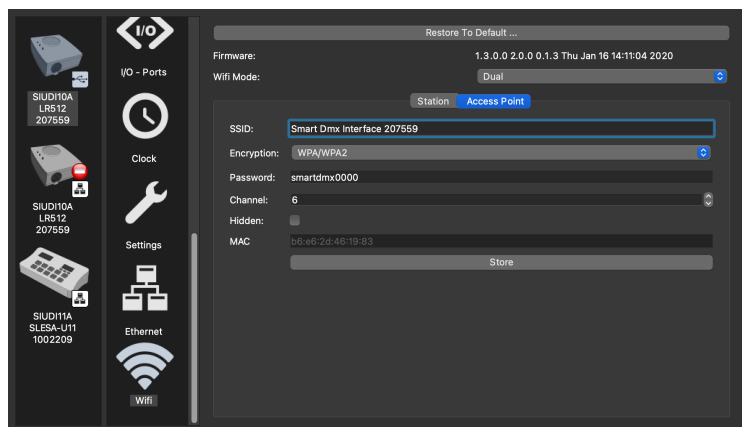 SIUDI10A
LR512
207559
SIUDI10A
LR512
207559
SIUDI11A
SLESA-U11
1002209
I/O
I/O - Ports
Clock
Settings
Ethernet
Wifi
Restore To Default ...
Firmware: 1.3.0.0 2.0.0 0.1.3 Thu Jan 16 14:11:04 2020
Wifi Mode: Dual
Station Access Point
SSID: Smart Dmx Interface 207559
Encryption: WPA/WPA2
Password: smartdmx0000
Channel: 6
Hidden:
MAC b6:e6:2d:46:19:83
Store